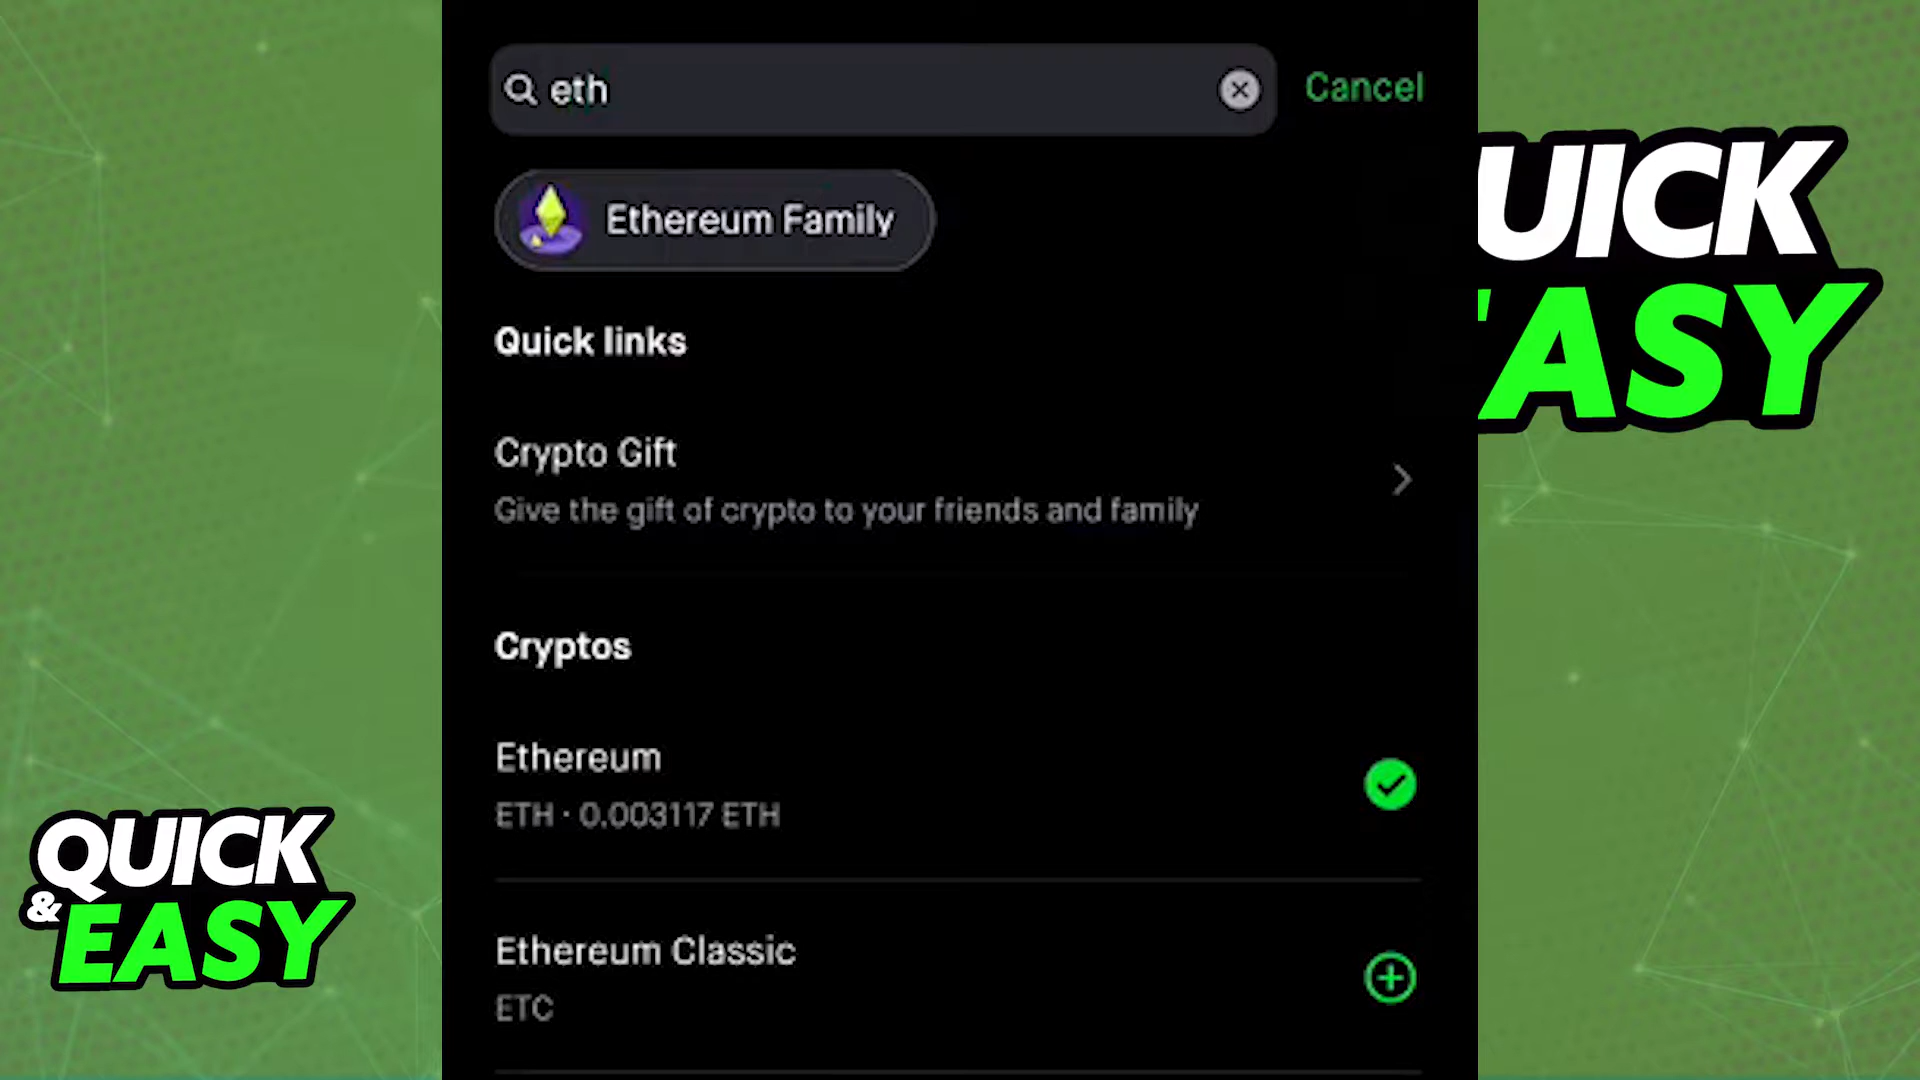 eth
Cancel
Ethereum Family
Quick links
Crypto Gift
Give the gift of crypto to your friends and family
Cryptos
Ethereum
ETH · 0.003117 ETH
Ethereum Classic
ETC
UICK
EASY
QUICK
&EASY